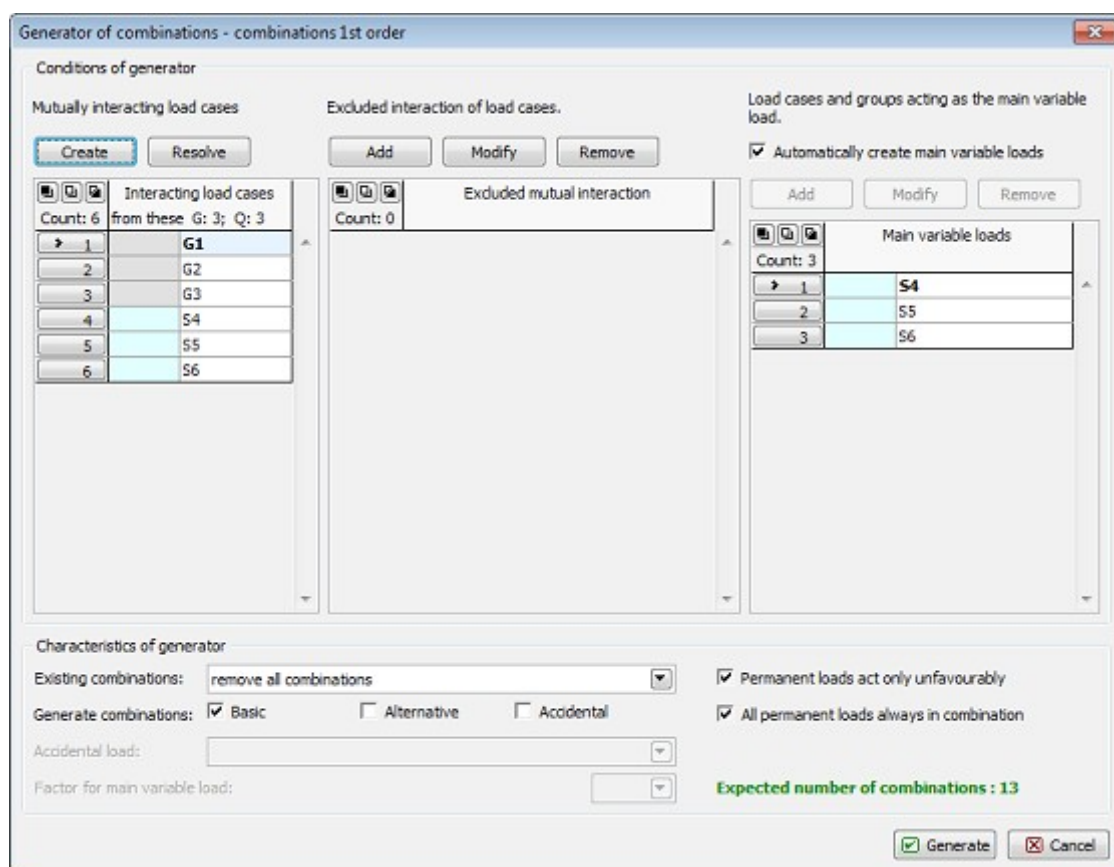 Generator of combinations - combinations 1st order
Conditions of generator
Mutually interacting load cases
Create Resolve
Interacting load cases
Count: 6 from these G: 3; Q: 3
1 G1
2 G2
3 G3
4 S4
5 S5
6 S6
Excluded interaction of load cases.
Add Modify Remove
Excluded mutual interaction
Count: 0
Load cases and groups acting as the main variable
load.
Automatically create main variable loads
Add Modify Remove
Main variable loads
Count: 3
1 S4
2 S5
3 S6
Characteristics of generator
Existing combinations: remove all combinations
Generate combinations: Basic Alternative Accidental
Accidental load:
Factor for main variable load:
Permanent loads act only unfavourably
All permanent loads always in combination
Expected number of combinations : 13
Generate Cancel